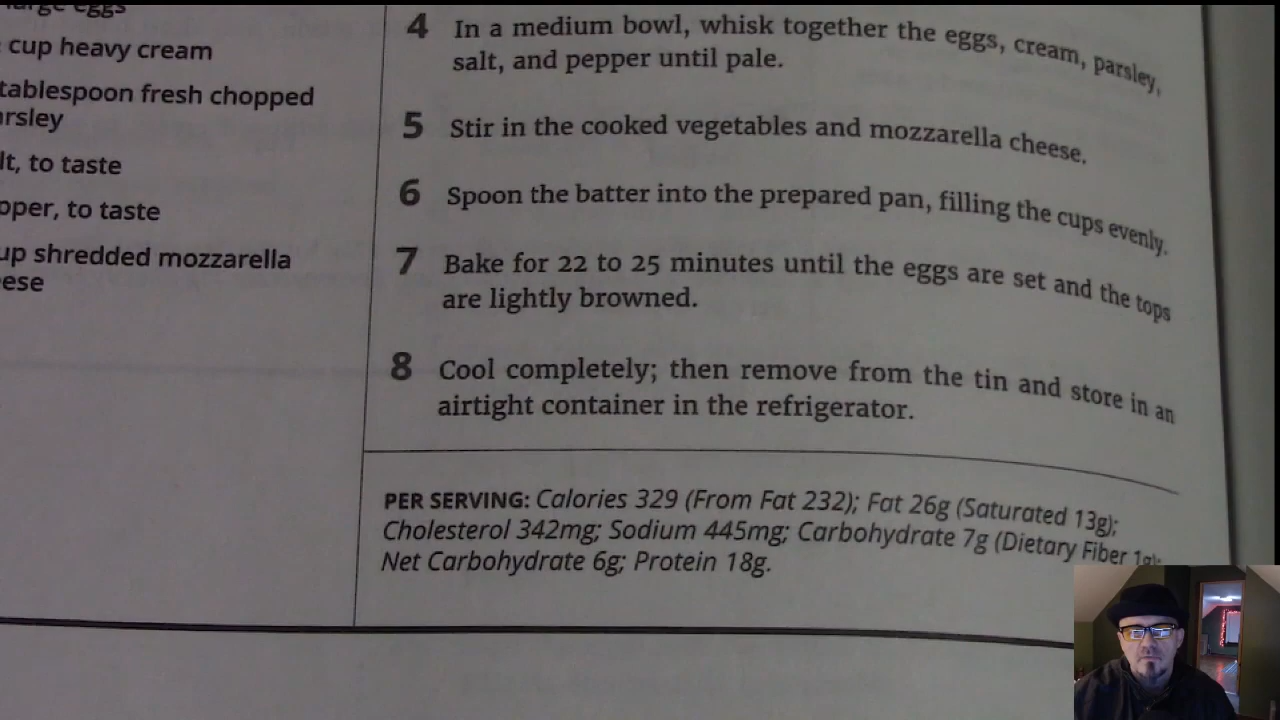 eggs
cup heavy cream
tablespoon fresh chopped
to taste
to taste
shredded mozzarella
4 In a medium bowl, whisk together the eggs, cream, parsley,
salt, and pepper until pale.
5 Stir in the cooked vegetables and mozzarella cheese.
6 Spoon the batter into the prepared pan, filling the cups evenly.
7 Bake for 22 to 25 minutes until the eggs are set and the tops
are lightly browned.
8 Cool completely; then remove from the tin and store in an
airtight container in the refrigerator.
PER SERVING: Calories 329 (From Fat 232); Fat 26g (Saturated 13g);
Cholesterol 342mg; Sodium 445mg; Carbohydrate 7g (Dietary Fiber 1g);
Net Carbohydrate 6g; Protein 18g.